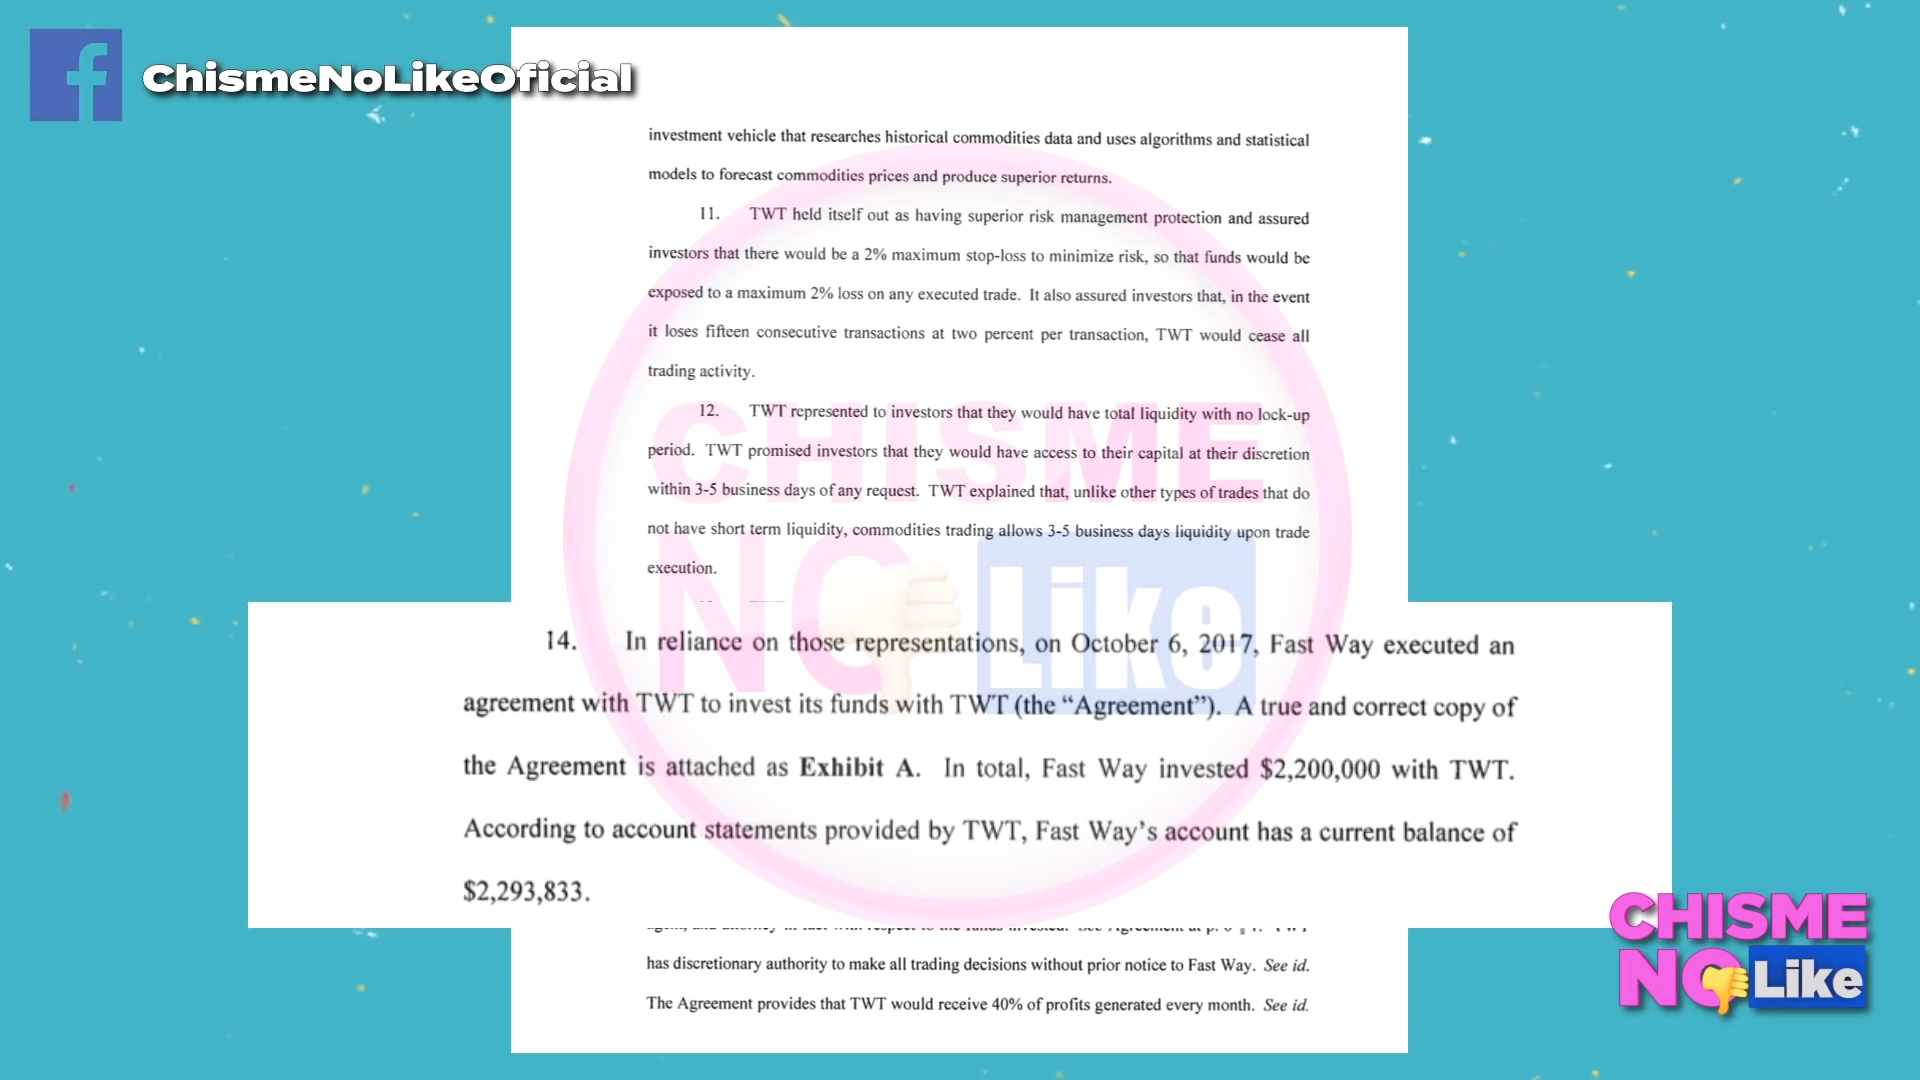 ChismeNoLikeOficial
investment vehicle that researches historical commodities data and uses algorithms and statistical
models to forecast commodities prices and produce superior returns.
11. TWT held itself out as having superior risk management protection and assured
investors that there would be a 2% maximum stop-loss to minimize risk, so that funds would be
exposed to a maximum 2% loss on any executed trade. It also assured investors that, in the event
it loses fifteen consecutive transactions at two percent per transaction, TWT would cease all
trading activity.
12. TWT represented to investors that they would have total liquidity with no lock-up
period. TWT promised investors that they would have access to their capital at their discretion
within 3-5 business days of any request. TWT explained that, unlike other types of trades that do
not have short term liquidity, commodities trading allows 3-5 business days liquidity upon trade
execution.
14. In reliance on those representations, on October 6, 2017, Fast Way executed an
agreement with TWT to invest its funds with TWT (the “Agreement”). A true and correct copy of
the Agreement is attached as Exhibit A. In total, Fast Way invested $2,200,000 with TWT.
According to account statements provided by TWT, Fast Way’s account has a current balance of
$2,293,833.
has discretionary authority to make all trading decisions without prior notice to Fast Way. See id.
The Agreement provides that TWT would receive 40% of profits generated every month. See id.
CHISME
NO
Like
CHISME
NO
Like